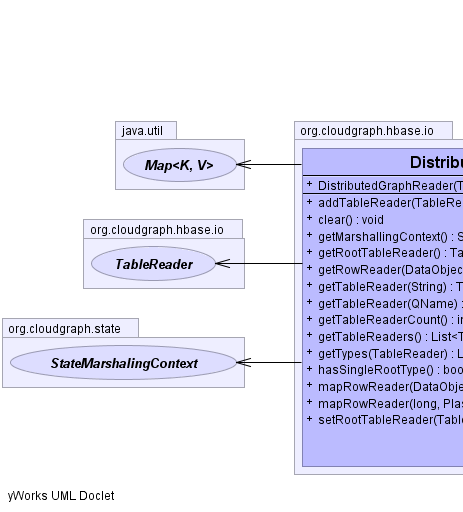 java.util
Map<K, V>
org.cloudgraph.hbase.io
TableReader
org.cloudgraph.state
StateMarshalingContext
org.cloudgraph.hbase.io
Distrib
+ DistributedGraphReader(T
+ addTableReader(TableRea
+ clear() : void
+ getMarshallingContext() : S
+ getRootTableReader() : Ta
+ getRowReader(DataObjec
+ getTableReader(String) : T
+ getTableReader(QName) :
+ getTableReaderCount() : in
+ getTableReaders() : List<T
+ getTypes(TableReader) : L
+ hasSingleRootType() : boo
+ mapRowReader(DataObje
+ mapRowReader(long, Plas
+ setRootTableReader(Table
yWorks UML Doclet